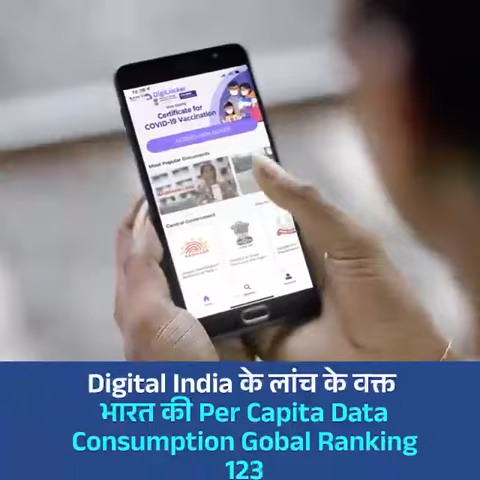 DigiLocker
Certificate for
COVID-19 Vaccination
Most Popular Documents
Central Government
Digital India के लांच के वक्त
भारत की Per Capita Data
Consumption Gobal Ranking
123